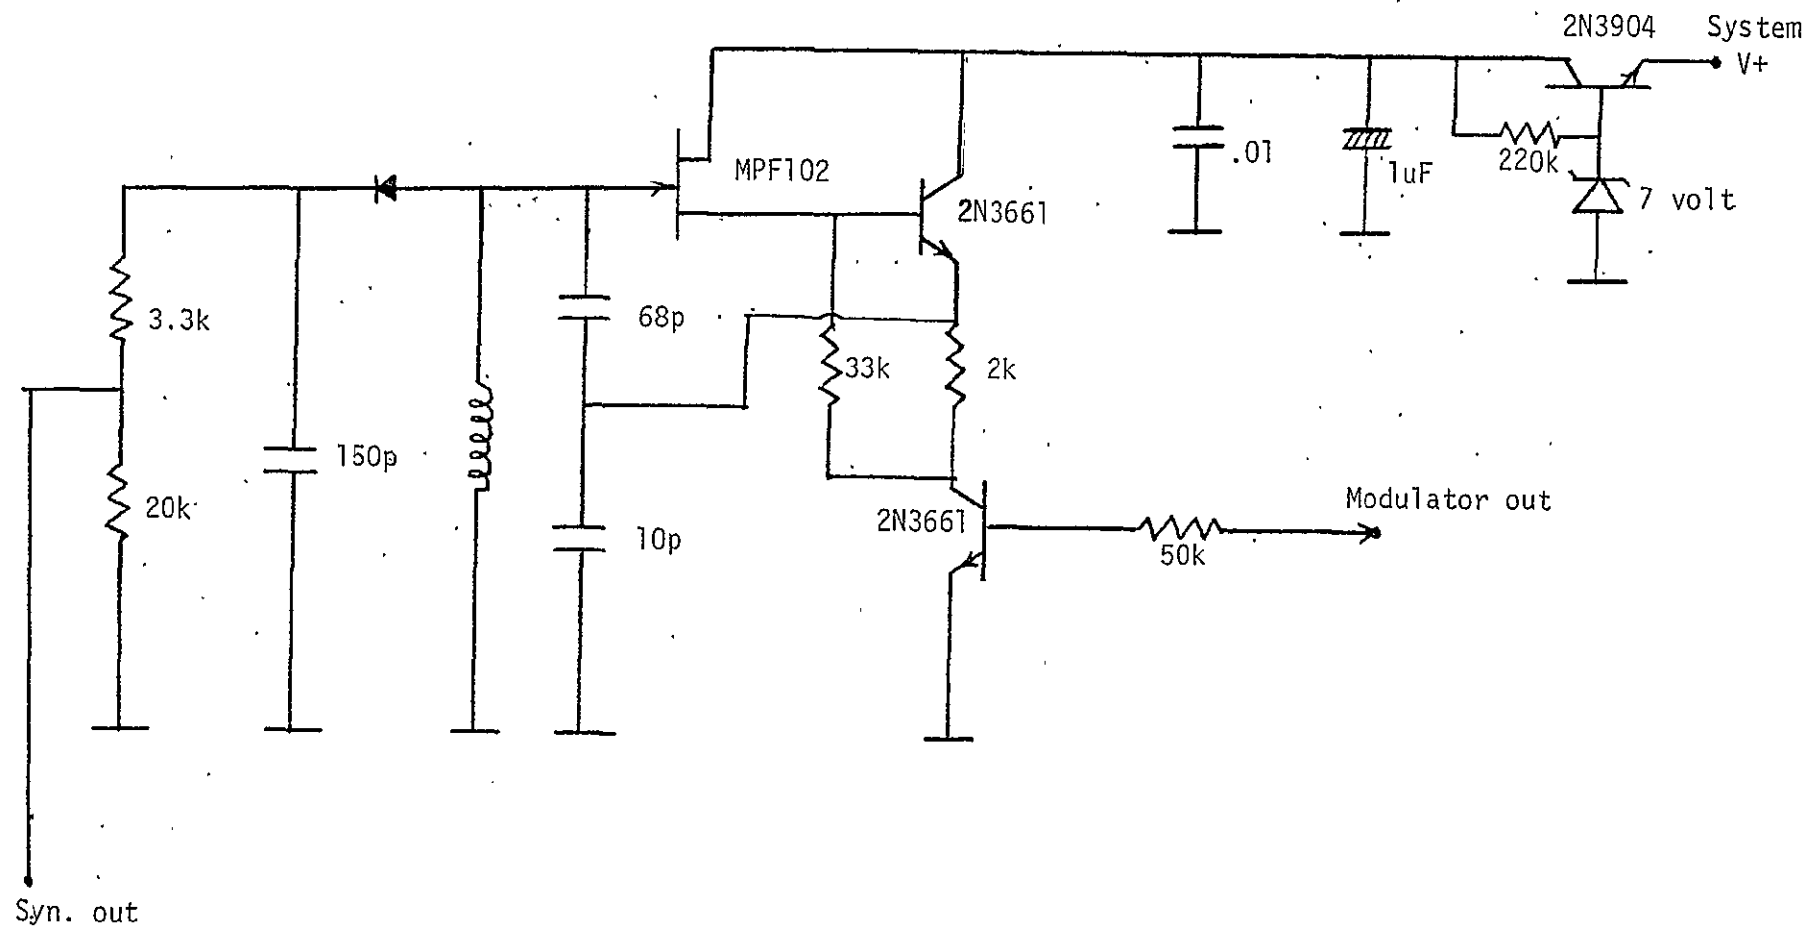 2N3904 System
V+
MPF102
.01
1uF
220k
7 volt
2N3661
3.3k
68p
33k
2k
150p
20k
10p
2N3661
Modulator out
50k
Syn. out